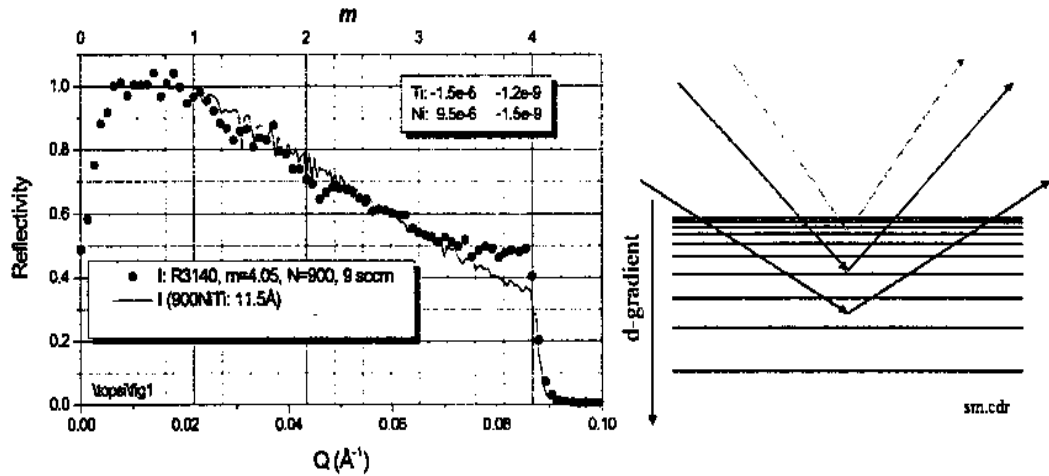 m
0 1 2 3 4
Ti: -1.5e-6 -1.2e-9
Ni: 9.5e-6 -1.5e-9
1.0
0.8
0.6
0.4
0.2
0.0
Reflectivity
I: R3140, m=4.05, N=900, 9 sccm
I (900NiTi: 11.5Å)
\topsi\fig1
0.00 0.02 0.04 0.06 0.08 0.10
Q (Å⁻¹)
d-gradient
sm.cdr